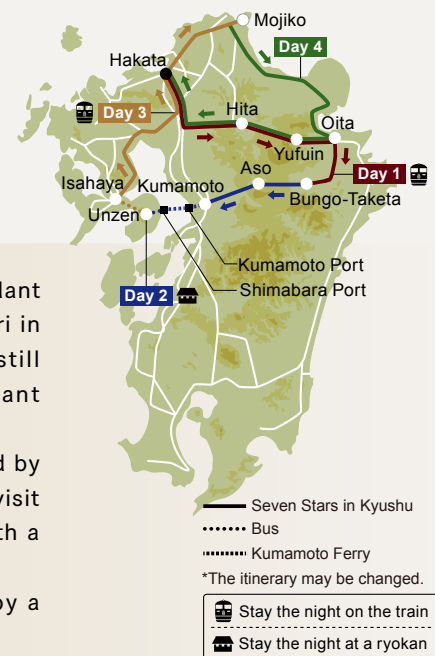 Mojiko
Day 4
Hakata
Hita
Day 3
Oita
Yufuin
Aso
Day 1
Isahaya
Kumamoto
Bungo-Taketa
Unzen
Kumamoto Port
Shimabara Port
Day 2
lant
ri in
still
ant
d by
visit
th a
by a
Seven Stars in Kyushu
Bus
Kumamoto Ferry
*The itinerary may be changed.
Stay the night on the train
Stay the night at a ryokan